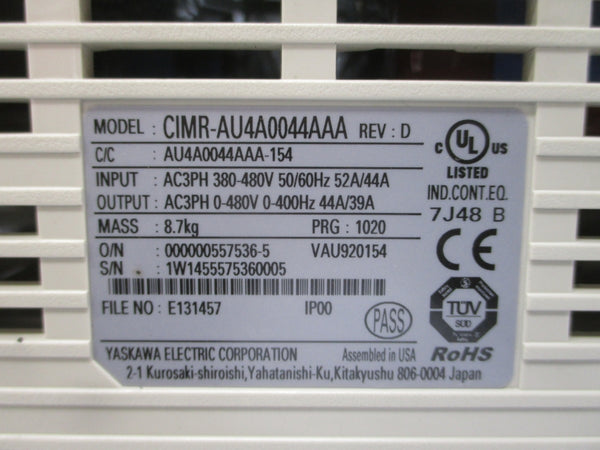 MODEL : CIMR-AU4A0044AAA REV : D
C/C : AU4A0044AAA-154
INPUT : AC3PH 380-480V 50/60Hz 52A/44A
OUTPUT : AC3PH 0-480V 0-400Hz 44A/39A
MASS : 8.7kg PRG : 1020
O/N : 000000557536-5 VAU920154
S/N : 1W1455575360005
FILE NO : E131457 IP00
PASS
YASKAWA ELECTRIC CORPORATION Assembled in USA
2-1 Kurosaki-shiroishi,Yahatanishi-Ku,Kitakyushu 806-0004 Japan
C UL US
LISTED
IND.CONT.EQ.
7J48 B
CE
TÜV
SÜD
RoHS